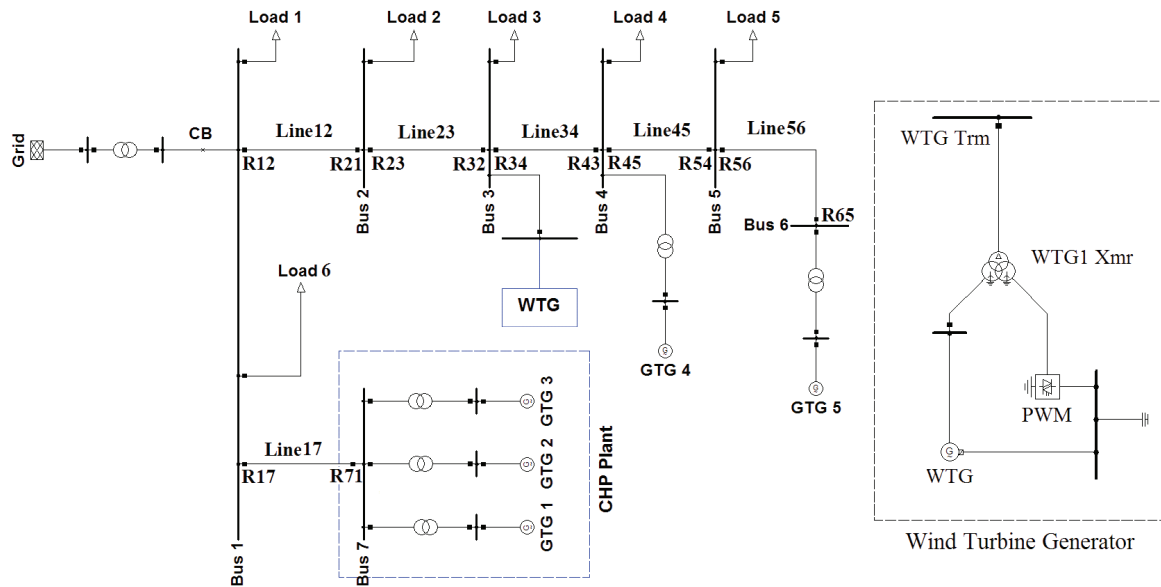 Load 1
Load 2
Load 3
Load 4
Load 5
Grid
CB
Line12
Line23
Line34
Line45
Line56
R12
R21
R23
R32
R34
R43
R45
R54
R56
Bus 2
Bus 3
Bus 4
Bus 5
Bus 6
R65
Load 6
WTG
GTG 4
GTG 5
Line17
R17
R71
GTG 3
GTG 2
GTG 1
CHP Plant
Bus 1
Bus 7
WTG Trm
WTG1 Xmr
PWM
WTG
Wind Turbine Generator